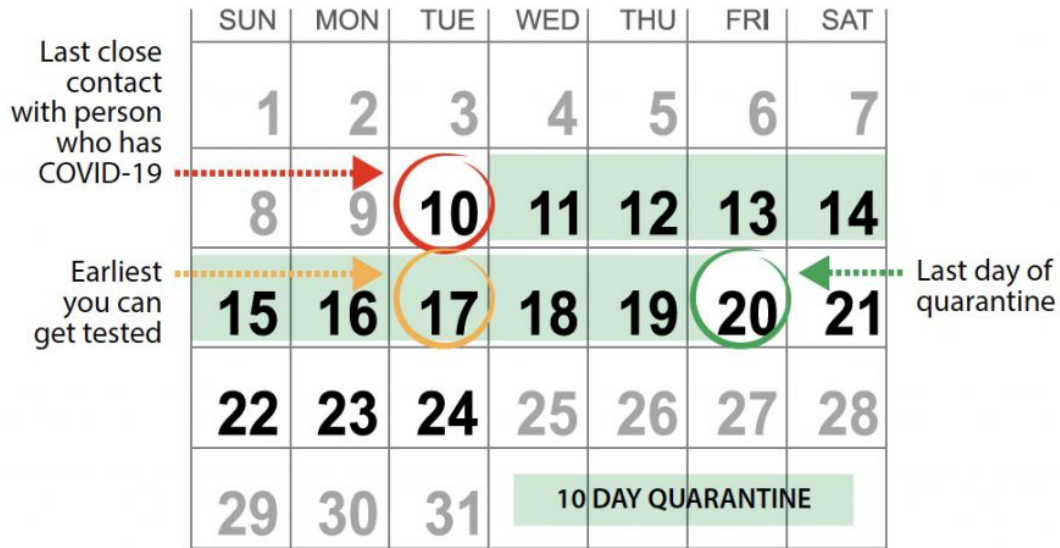 SUN MON TUE WED THU FRI SAT
Last close
contact
with person
who has
COVID-19
1 2 3 4 5 6 7
8 9 10 11 12 13 14
Earliest
you can
get tested
15 16 17 18 19 20 21
Last day of
quarantine
22 23 24 25 26 27 28
29 30 31
10 DAY QUARANTINE